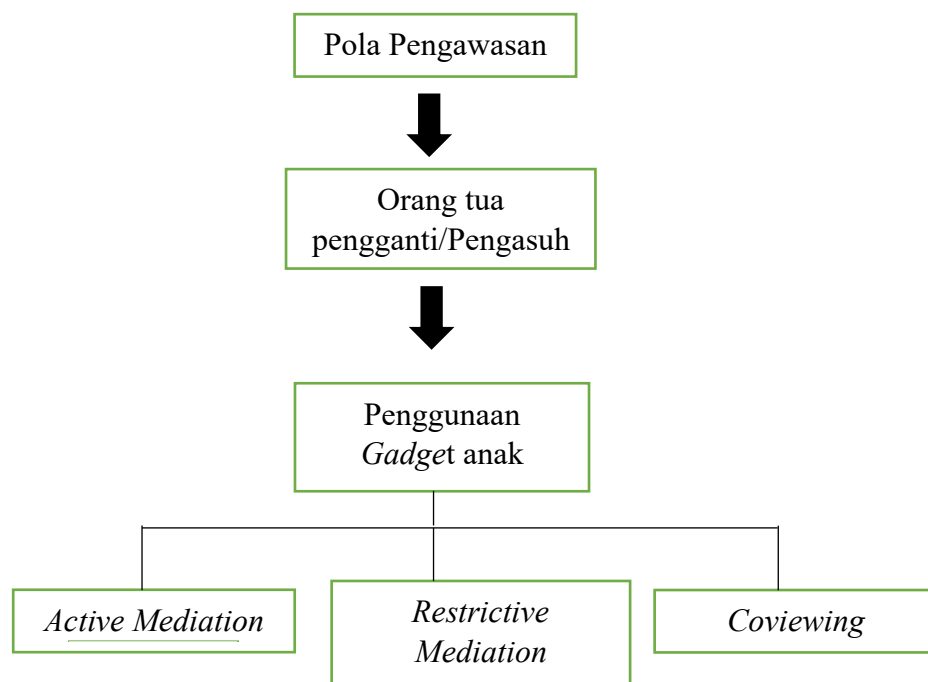 Pola Pengawasan
Orang tua
pengganti/Pengasuh
Penggunaan
Gadget anak
Active Mediation
Restrictive
Mediation
Coviewing